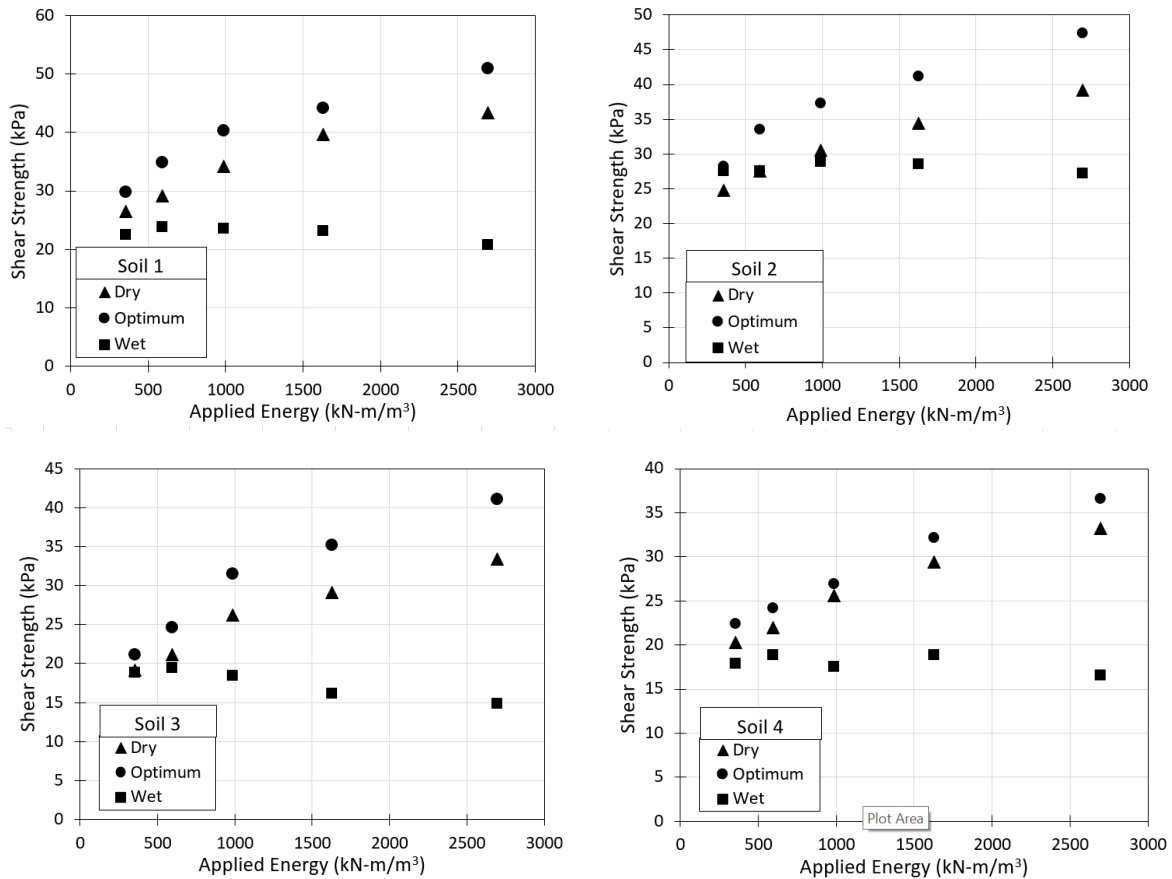 60
50
40
30
20
10
0
Shear Strength (kPa)
Soil 1
Dry
Optimum
Wet
0 500 1000 1500 2000 2500 3000
Applied Energy (kN-m/m³)
50
45
40
35
30
25
20
15
10
5
0
Shear Strength (kPa)
Soil 2
Dry
Optimum
Wet
0 500 1000 1500 2000 2500 3000
Applied Energy (kN-m/m³)
45
40
35
30
25
20
15
10
5
0
Shear Strength (kPa)
Soil 3
Dry
Optimum
Wet
0 500 1000 1500 2000 2500 3000
Applied Energy (kN-m/m³)
40
35
30
25
20
15
10
5
0
Shear Strength (kPa)
Soil 4
Dry
Optimum
Wet
Plot Area
0 500 1000 1500 2000 2500 3000
Applied Energy (kN-m/m³)